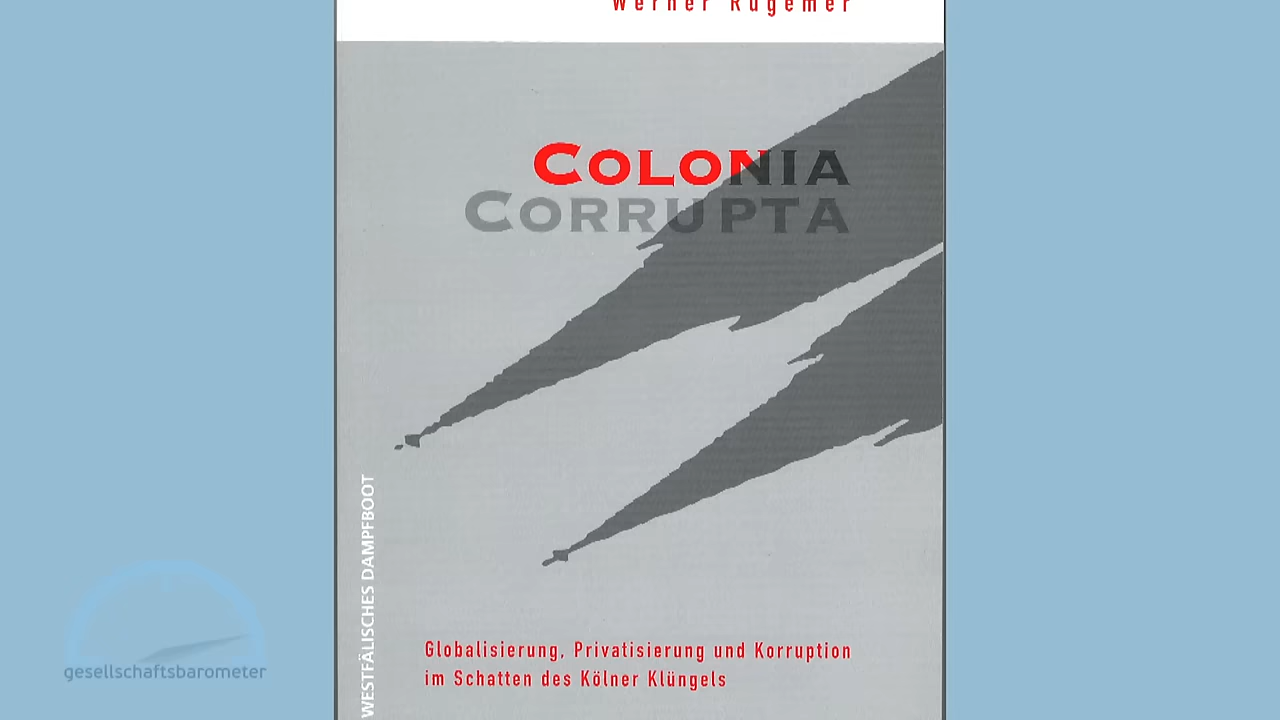 Werner Rügemer
COLONIA
CORRUPTA
WESTFÄLISCHES DAMPFBOOT
Globalisierung, Privatisierung und Korruption
im Schatten des Kölner Klüngels
gesellschaftsbarometer